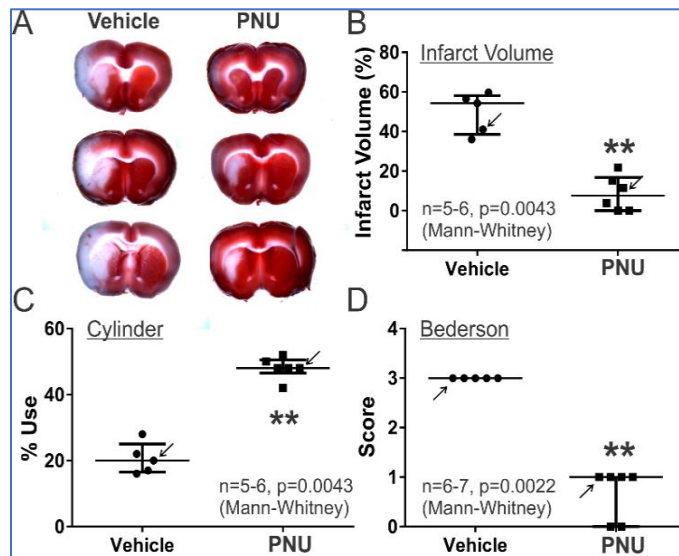 A
Vehicle
PNU
B
Infarct Volume
Infarct Volume (%)
80
60
40
20
0
**
n=5-6, p=0.0043
(Mann-Whitney)
Vehicle
PNU
C
Cylinder
% Use
60
40
20
0
**
n=5-6, p=0.0043
(Mann-Whitney)
Vehicle
PNU
D
Bederson
Score
4
3
2
1
0
**
n=6-7, p=0.0022
(Mann-Whitney)
Vehicle
PNU